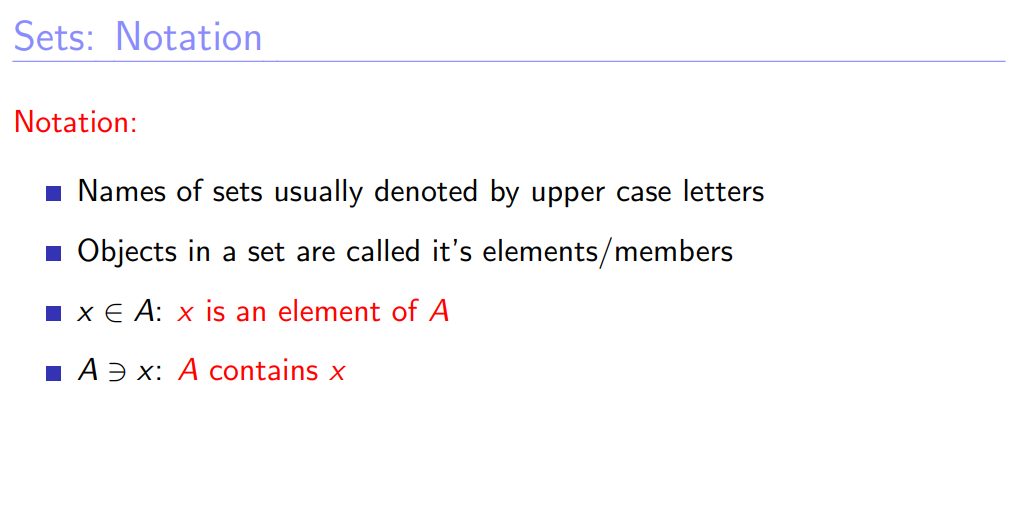 Sets: Notation
Notation:
Names of sets usually denoted by upper case letters
Objects in a set are called it's elements/members
x ∈ A: x is an element of A
A ∋ x: A contains x